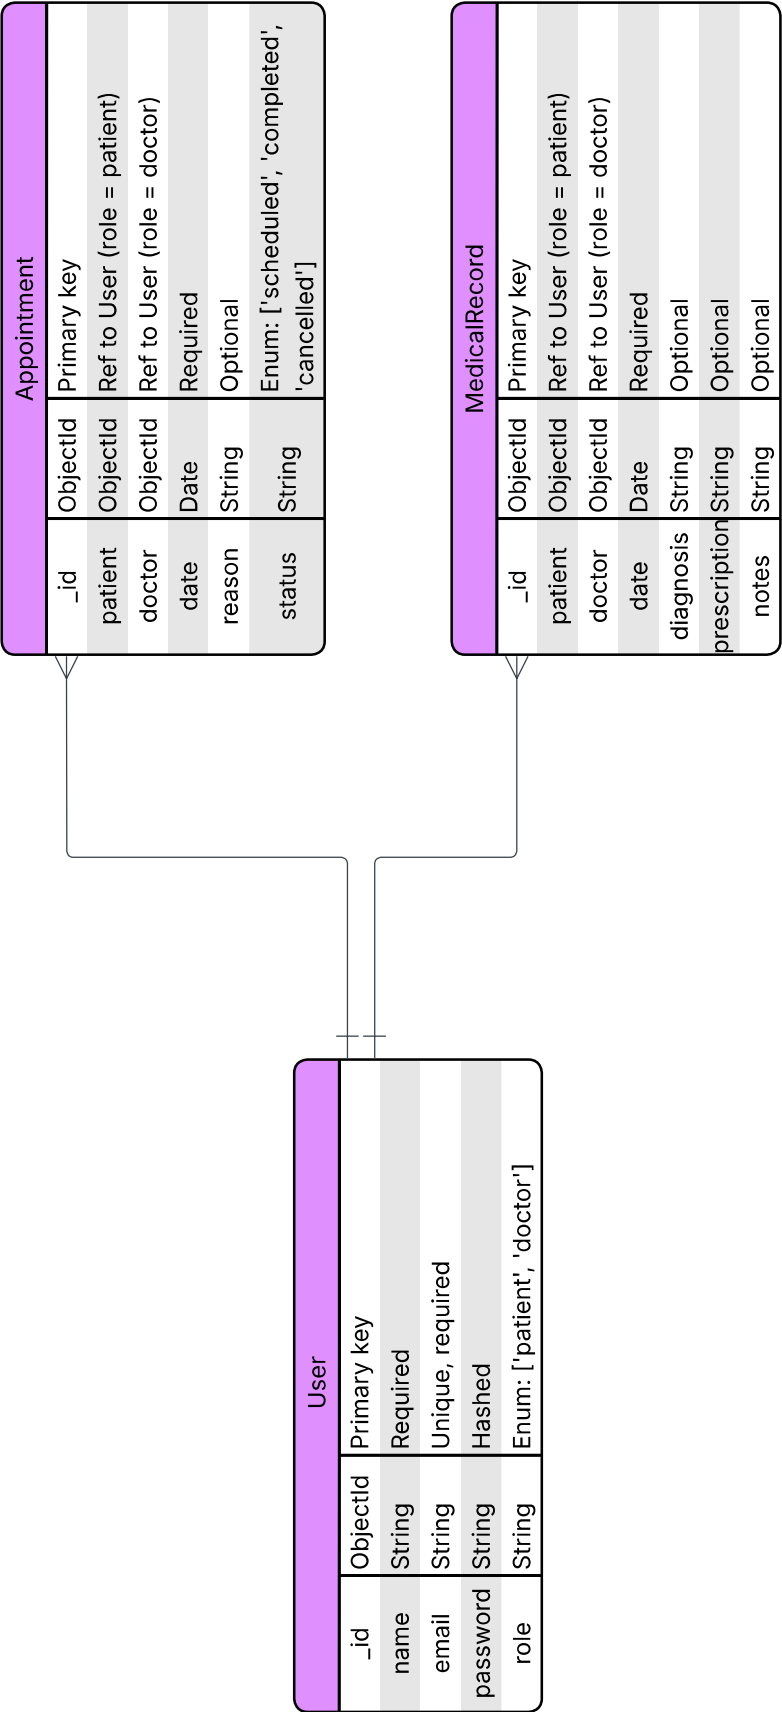 User
_id ObjectId Primary key
name String Required
email String Unique, required
password String Hashed
role String Enum: ['patient', 'doctor']
Appointment
_id ObjectId Primary key
patient ObjectId Ref to User (role = patient)
doctor ObjectId Ref to User (role = doctor)
date Date Required
reason String Optional
status String Enum: ['scheduled', 'completed',
'cancelled']
MedicalRecord
_id ObjectId Primary key
patient ObjectId Ref to User (role = patient)
doctor ObjectId Ref to User (role = doctor)
date Date Required
diagnosis String Optional
prescription String Optional
notes String Optional